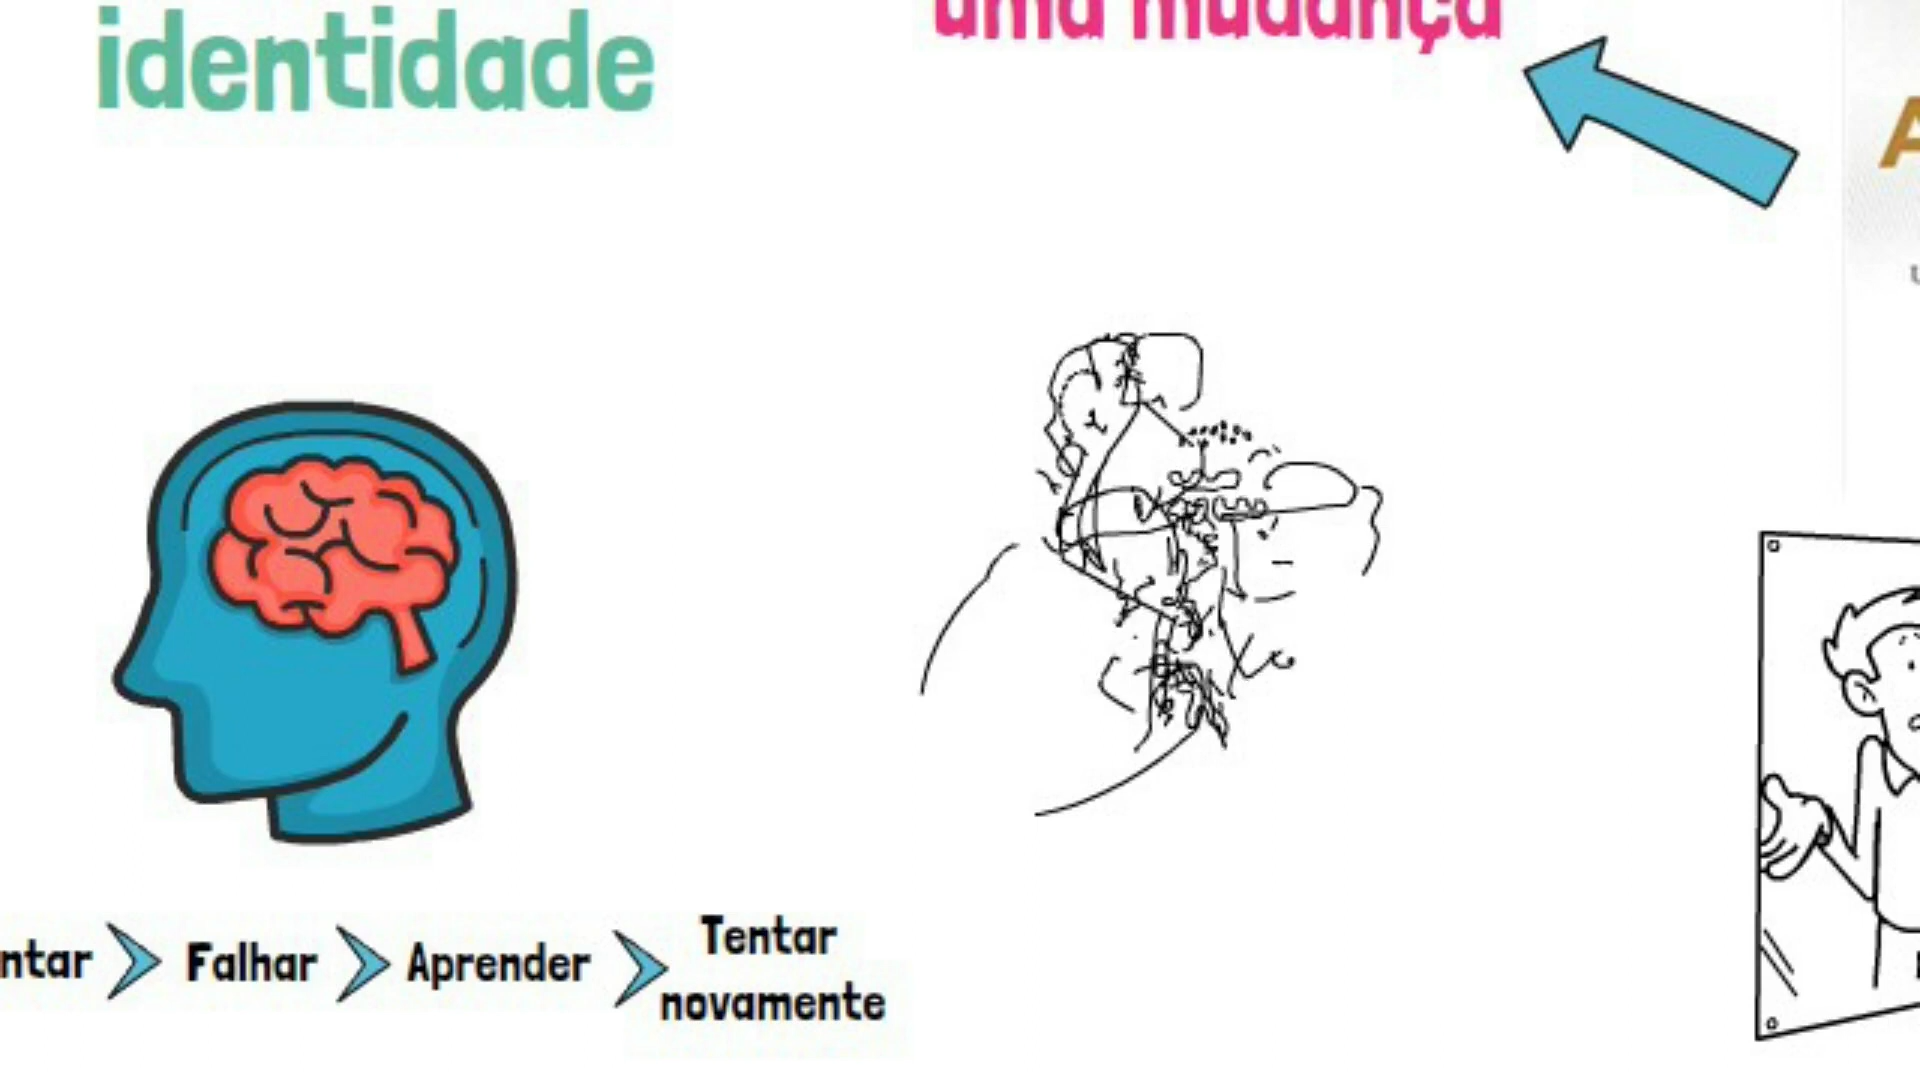 identidade
uma mudança
A
ntar Falhar Aprender Tentar
novamente